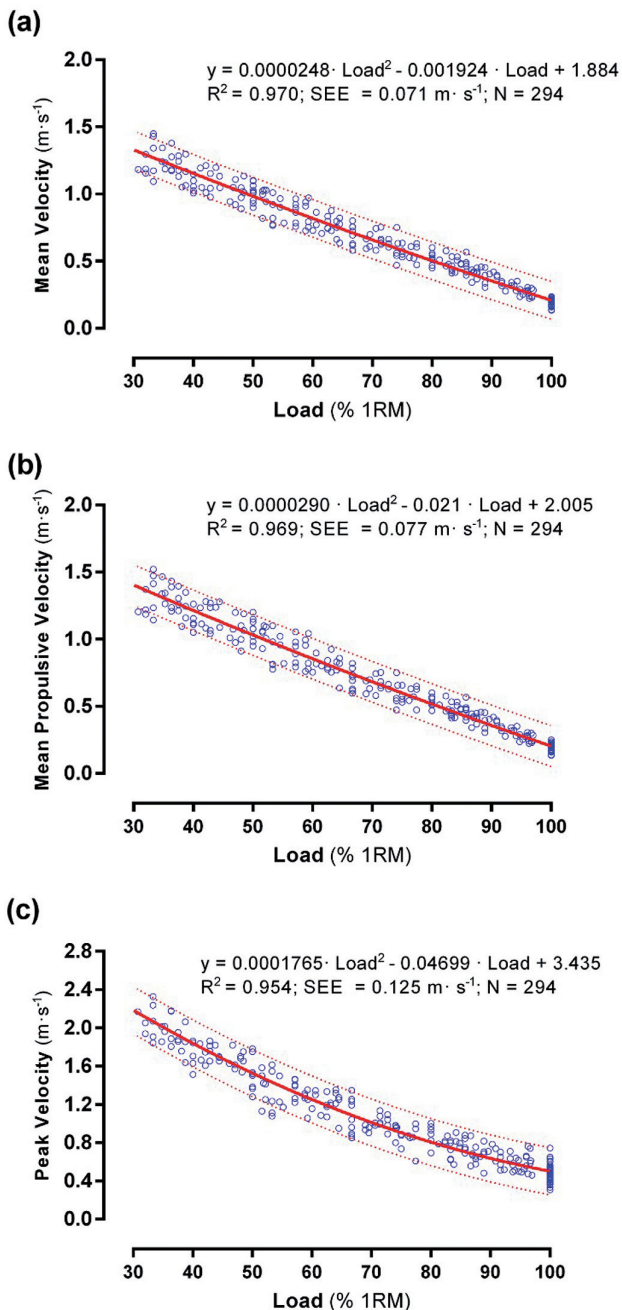 (a)
y = 0.0000248· Load² - 0.001924 · Load + 1.884
R² = 0.970; SEE = 0.071 m· s⁻¹; N = 294
Mean Velocity (m·s⁻¹)
2.0
1.5
1.0
0.5
0.0
30 40 50 60 70 80 90 100
Load (% 1RM)
(b)
y = 0.0000290 · Load² - 0.021 · Load + 2.005
R² = 0.969; SEE = 0.077 m· s⁻¹; N = 294
Mean Propulsive Velocity (m·s⁻¹)
2.0
1.5
1.0
0.5
0.0
30 40 50 60 70 80 90 100
Load (% 1RM)
(c)
y = 0.0001765· Load² - 0.04699 · Load + 3.435
R² = 0.954; SEE = 0.125 m· s⁻¹; N = 294
Peak Velocity (m·s⁻¹)
2.8
2.4
2.0
1.6
1.2
0.8
0.4
0.0
30 40 50 60 70 80 90 100
Load (% 1RM)